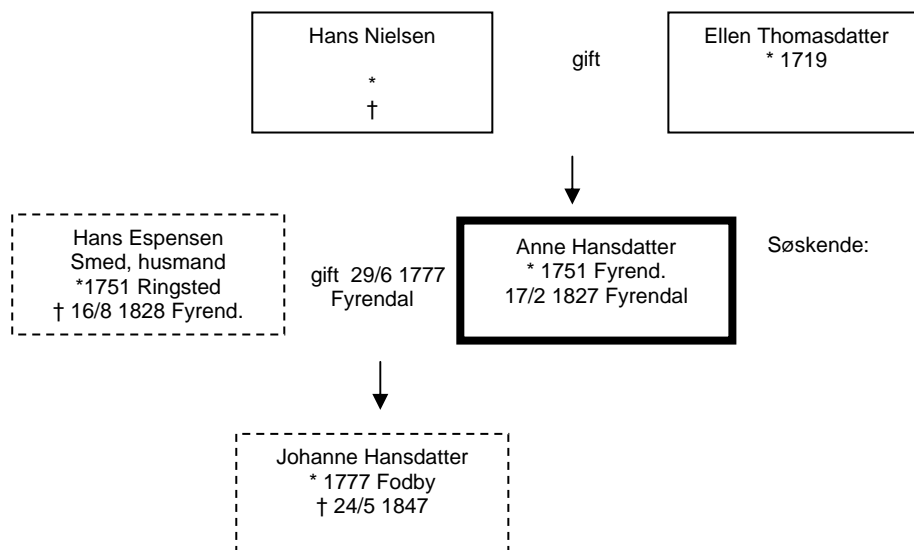 Hans Nielsen
*
†
gift
Ellen Thomasdatter
* 1719
Hans Espensen
Smed, husmand
*1751 Ringsted
† 16/8 1828 Fyrend.
gift 29/6 1777
Fyrendal
Anne Hansdatter
* 1751 Fyrend.
17/2 1827 Fyrendal
Søskende:
Johanne Hansdatter
* 1777 Fodby
† 24/5 1847